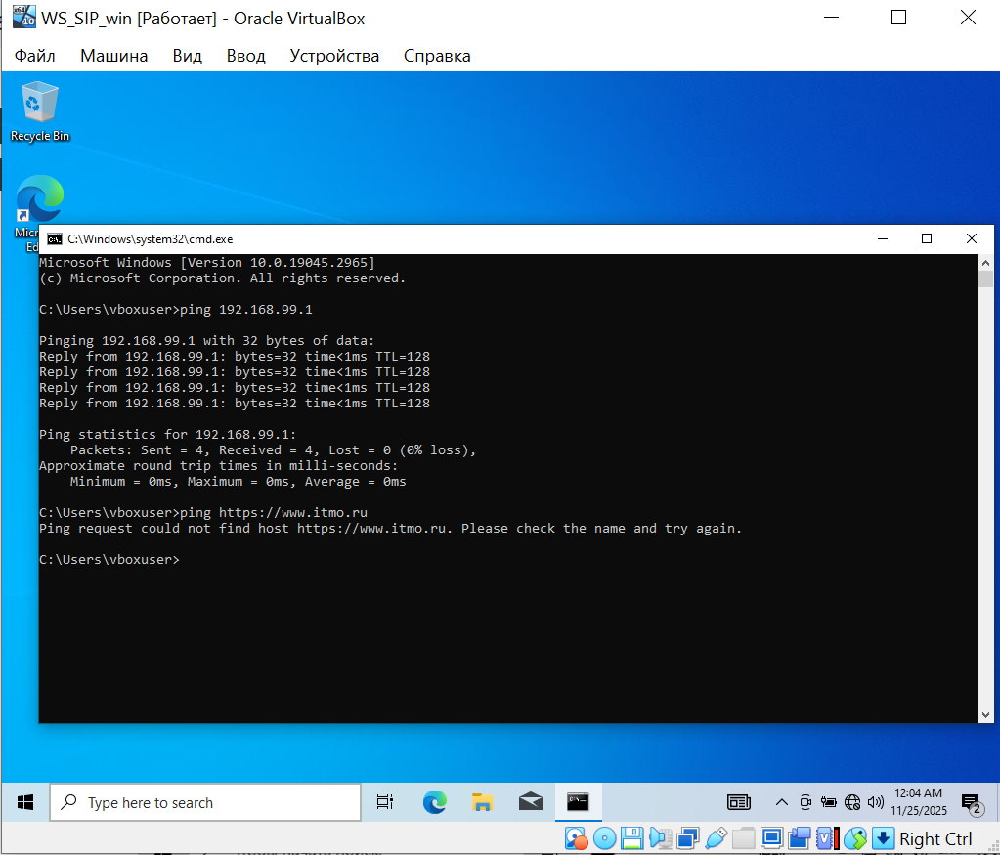 WS_SIP_win [Работает] - Oracle VirtualBox
Файл Машина Вид Ввод Устройства Справка
Recycle Bin
Micr
Ed
C:\Windows\system32\cmd.exe
Microsoft Windows [Version 10.0.19045.2965]
(c) Microsoft Corporation. All rights reserved.
C:\Users\vboxuser>ping 192.168.99.1
Pinging 192.168.99.1 with 32 bytes of data:
Reply from 192.168.99.1: bytes=32 time<1ms TTL=128
Reply from 192.168.99.1: bytes=32 time<1ms TTL=128
Reply from 192.168.99.1: bytes=32 time<1ms TTL=128
Reply from 192.168.99.1: bytes=32 time<1ms TTL=128
Ping statistics for 192.168.99.1:
Packets: Sent = 4, Received = 4, Lost = 0 (0% loss),
Approximate round trip times in milli-seconds:
Minimum = 0ms, Maximum = 0ms, Average = 0ms
C:\Users\vboxuser>ping https://www.itmo.ru
Ping request could not find host https://www.itmo.ru. Please check the name and try again.
C:\Users\vboxuser>
Type here to search
12:04 AM
11/25/2025
2
Right Ctrl